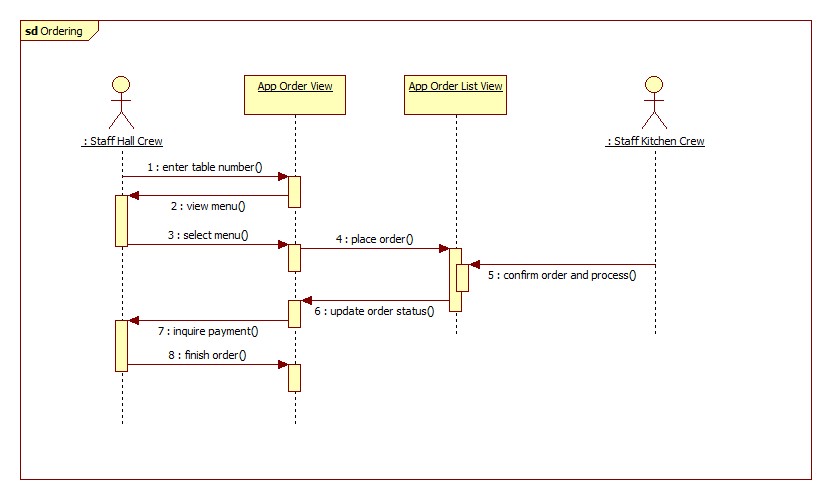 sd Ordering
App Order View
App Order List View
: Staff Hall Crew
: Staff Kitchen Crew
1 : enter table number()
2 : view menu()
3 : select menu()
4 : place order()
5 : confirm order and process()
6 : update order status()
7 : inquire payment()
8 : finish order()